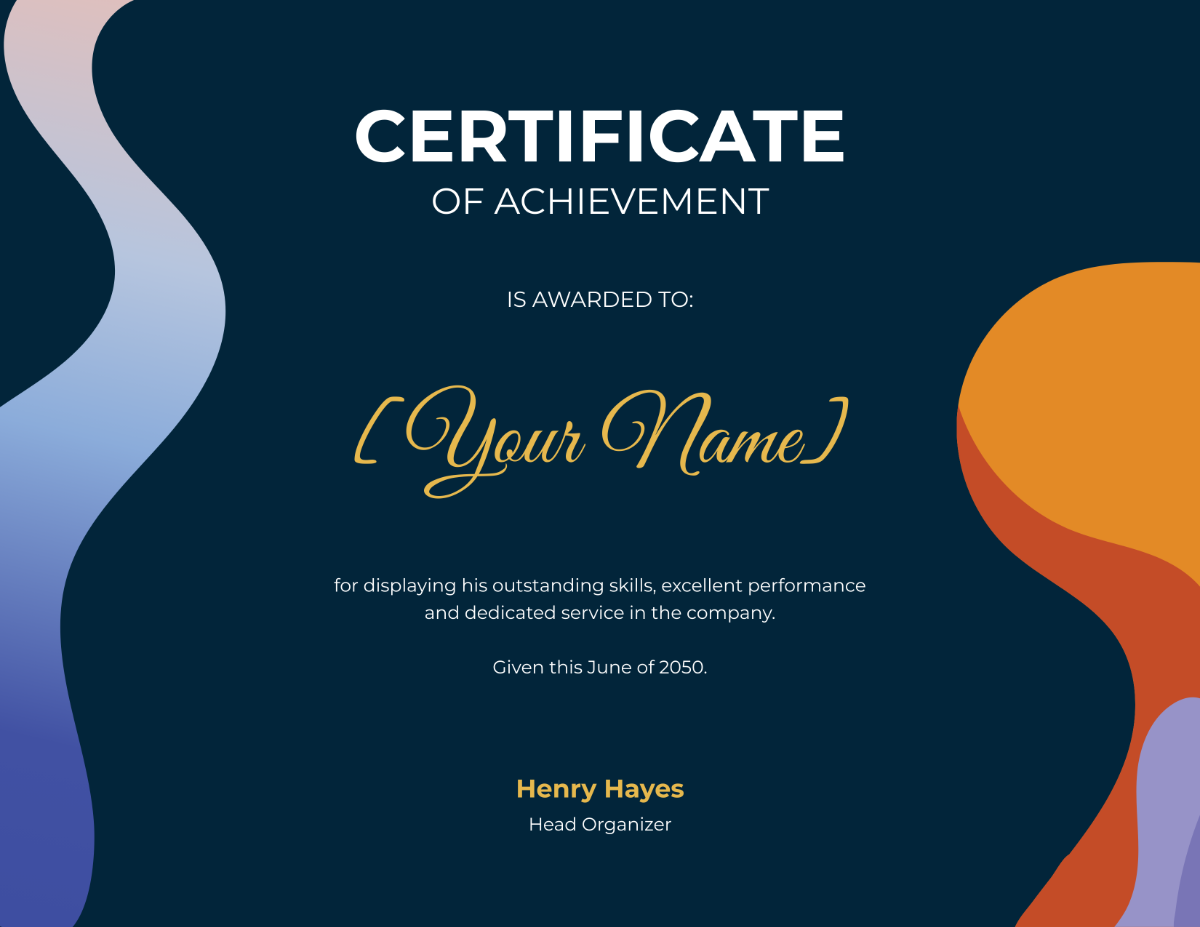 CERTIFICATE
OF ACHIEVEMENT
IS AWARDED TO:
[Your Name]
for displaying his outstanding skills, excellent performance
and dedicated service in the company.
Given this June of 2050.
Henry Hayes
Head Organizer